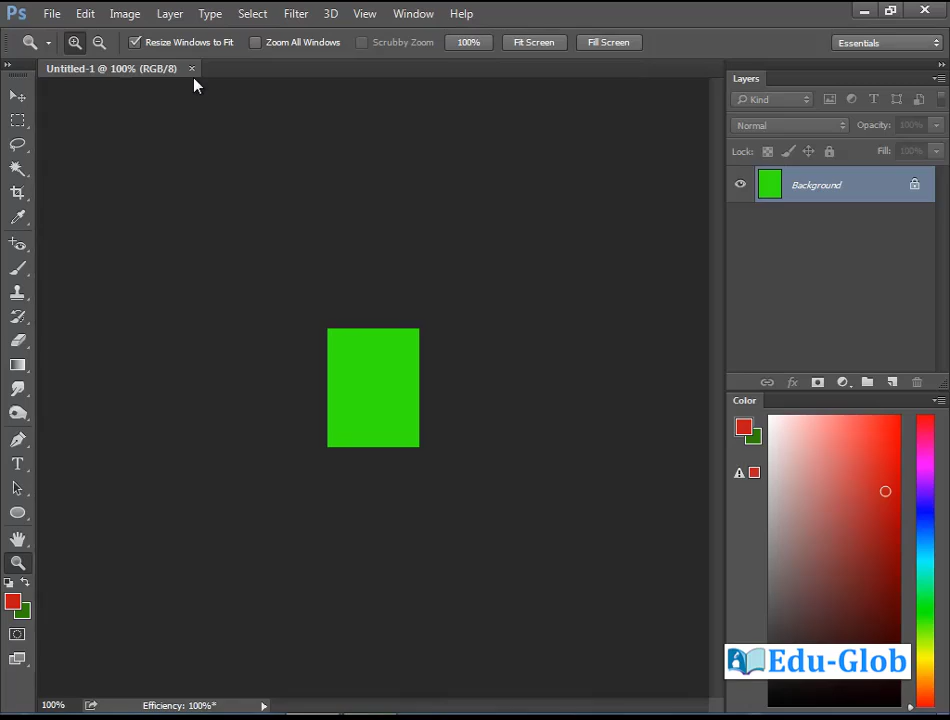 Ps File Edit Image Layer Type Select Filter 3D View Window Help
Resize Windows to Fit Zoom All Windows Scrubby Zoom 100% Fit Screen Fill Screen Essentials
Untitled-1 @ 100% (RGB/8) ×
Layers
Kind
Normal Opacity: 100%
Lock: Fill: 100%
Background
Color
Edu-Glob
100% Efficiency: 100%*